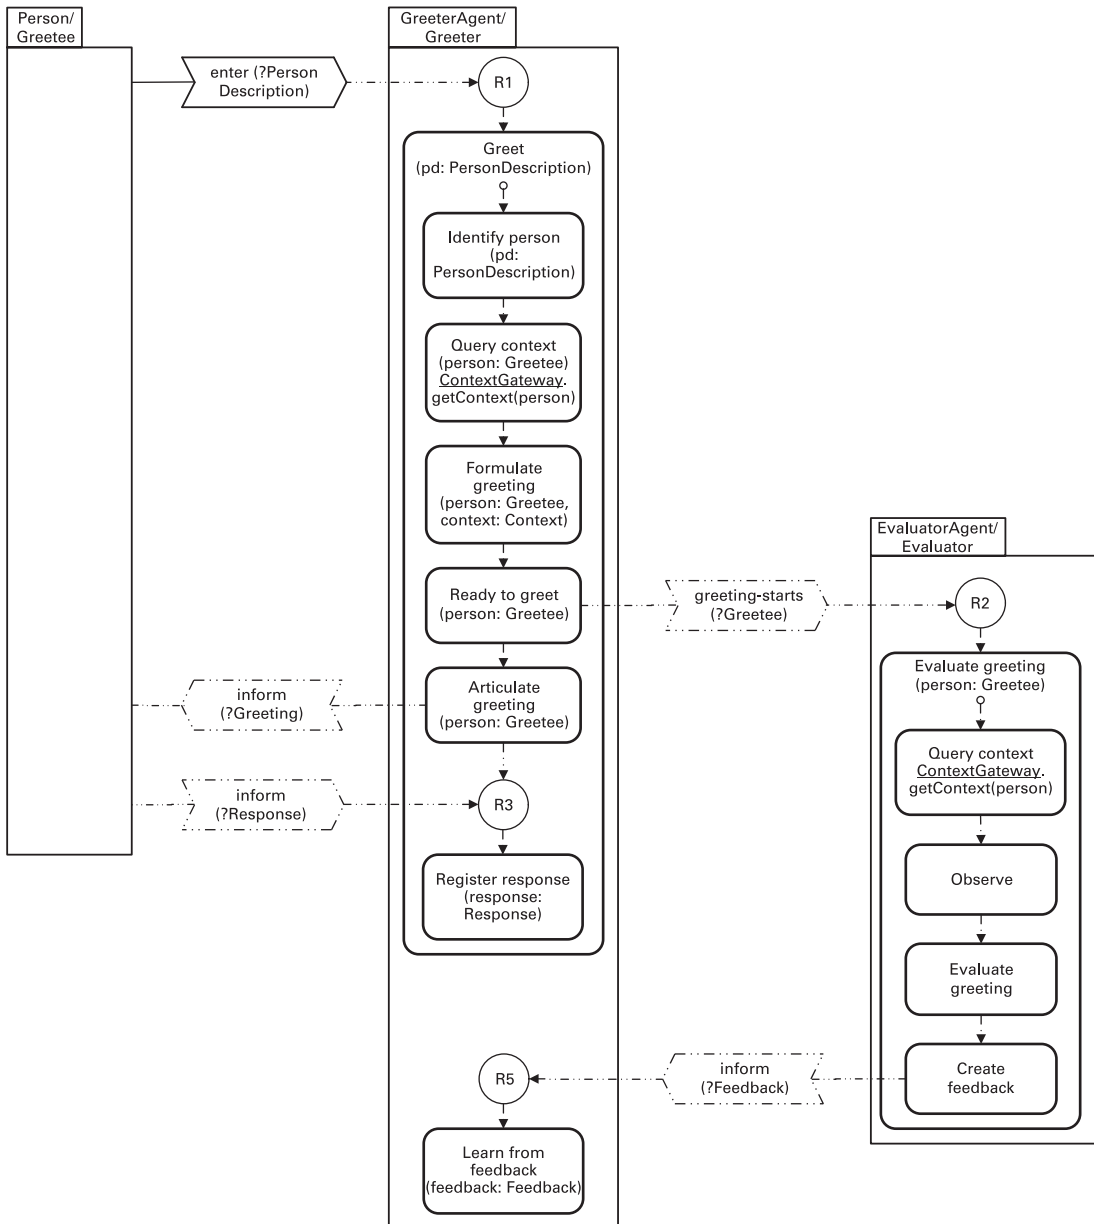 Person/
Greetee
GreeterAgent/
Greeter
enter (?Person
Description)
R1
Greet
(pd: PersonDescription)
Identify person
(pd:
PersonDescription)
Query context
(person: Greetee)
ContextGateway.
getContext(person)
Formulate
greeting
(person: Greetee,
context: Context)
EvaluatorAgent/
Evaluator
Ready to greet
(person: Greetee)
greeting-starts
(?Greetee)
R2
Evaluate greeting
(person: Greetee)
Articulate
greeting
(person: Greetee)
inform
(?Greeting)
Query context
ContextGateway.
getContext(person)
inform
(?Response)
R3
Register response
(response:
Response)
Observe
Evaluate
greeting
Create
feedback
inform
(?Feedback)
R5
Learn from
feedback
(feedback: Feedback)